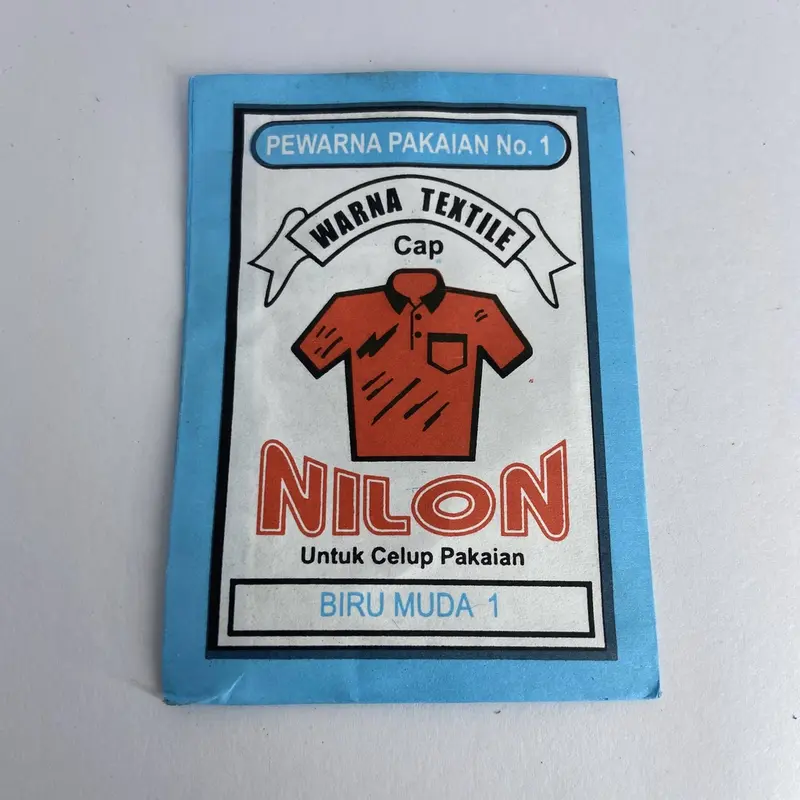 PEWARNA PAKAIAN No. 1
WARNA TEXTILE
Cap
NILON
Untuk Celup Pakaian
BIRU MUDA 1